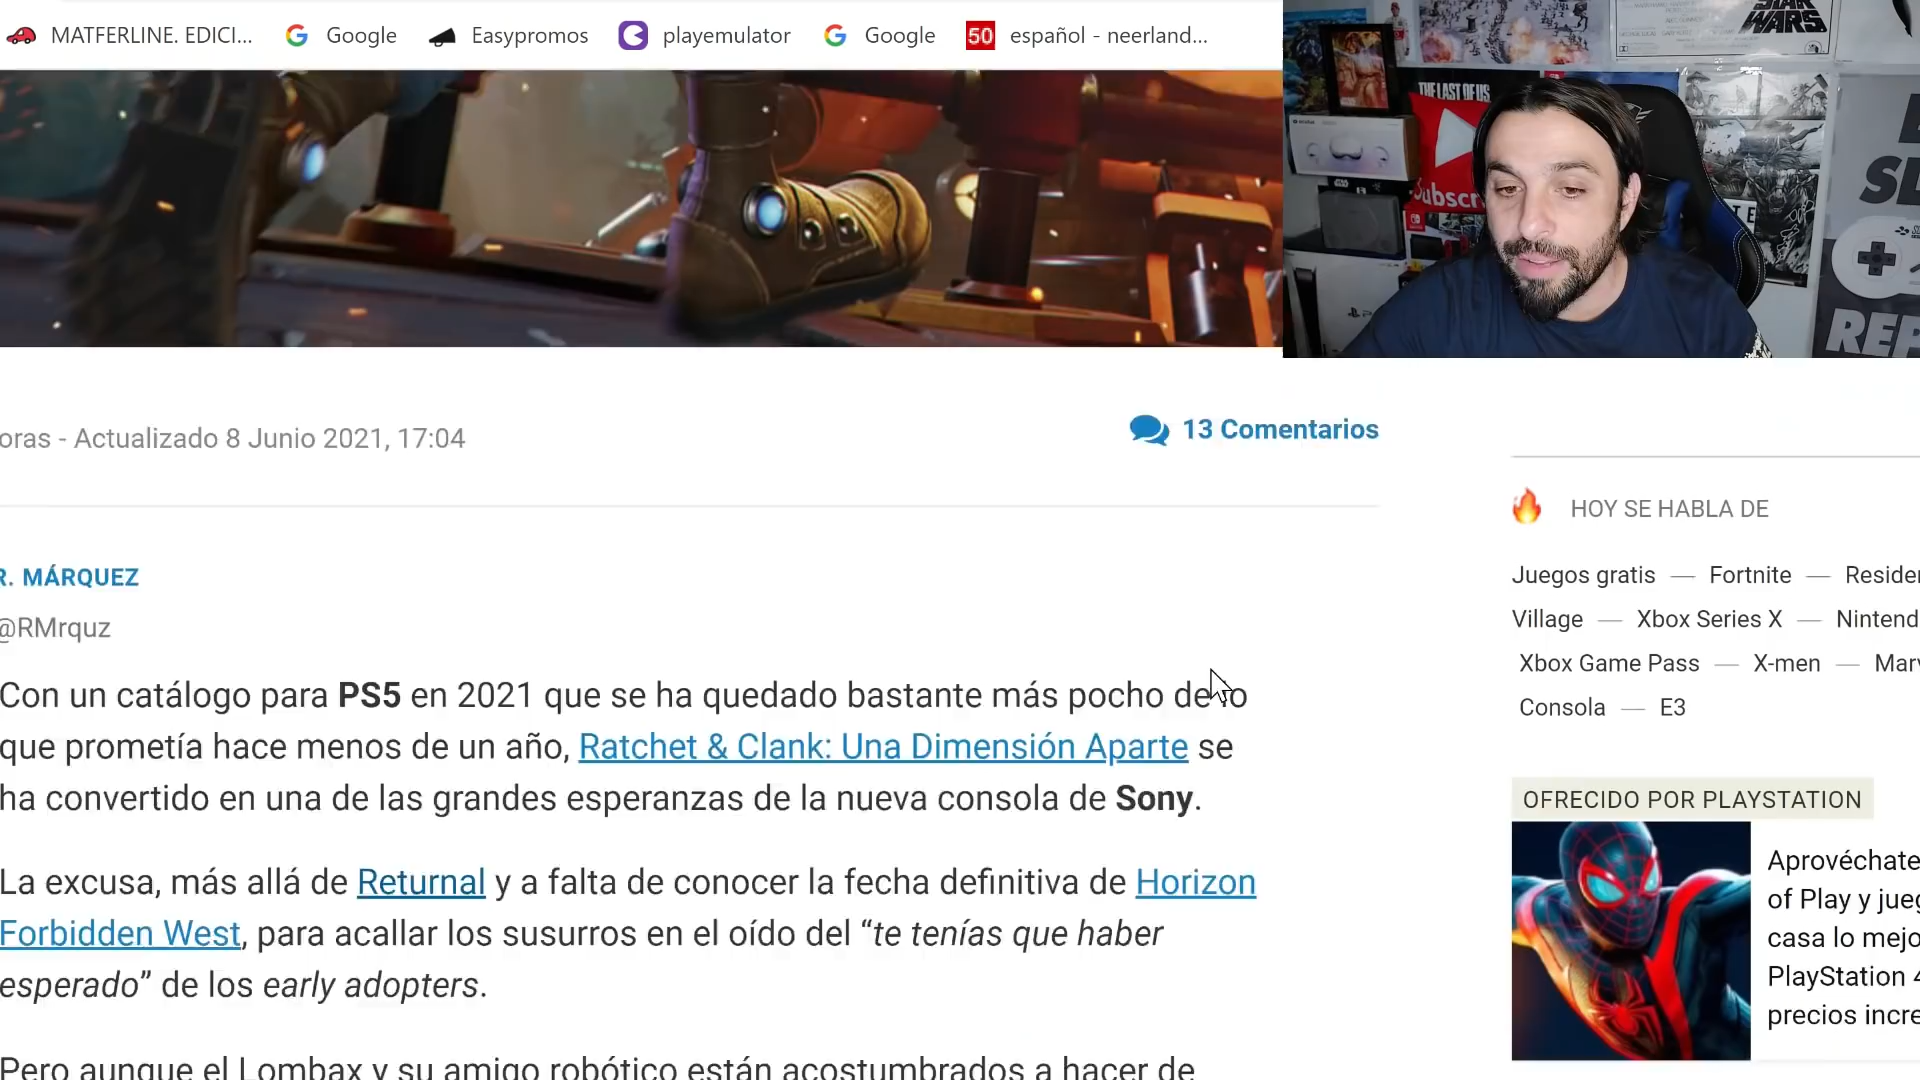 MATFERLINE. EDICI...
Google
Easypromos
playemulator
Google
50 español - neerland...
THE LAST OF US
STAR WARS
Subscr
oras - Actualizado 8 Junio 2021, 17:04
13 Comentarios
R. MÁRQUEZ
@RMrquz
Con un catálogo para PS5 en 2021 que se ha quedado bastante más pocho de lo
que prometía hace menos de un año, Ratchet & Clank: Una Dimensión Aparte se
ha convertido en una de las grandes esperanzas de la nueva consola de Sony.
La excusa, más allá de Returnal y a falta de conocer la fecha definitiva de Horizon
Forbidden West, para acallar los susurros en el oído del “te tenías que haber
esperado” de los early adopters.
Pero aunque el Lombax y su amigo robótico están acostumbrados a hacer de
HOY SE HABLA DE
Juegos gratis — Fortnite — Residen
Village — Xbox Series X — Nintend
Xbox Game Pass — X-men — Marv
Consola — E3
OFRECIDO POR PLAYSTATION
Aprovéchate
of Play y jueg
casa lo mejo
PlayStation 4
precios incre